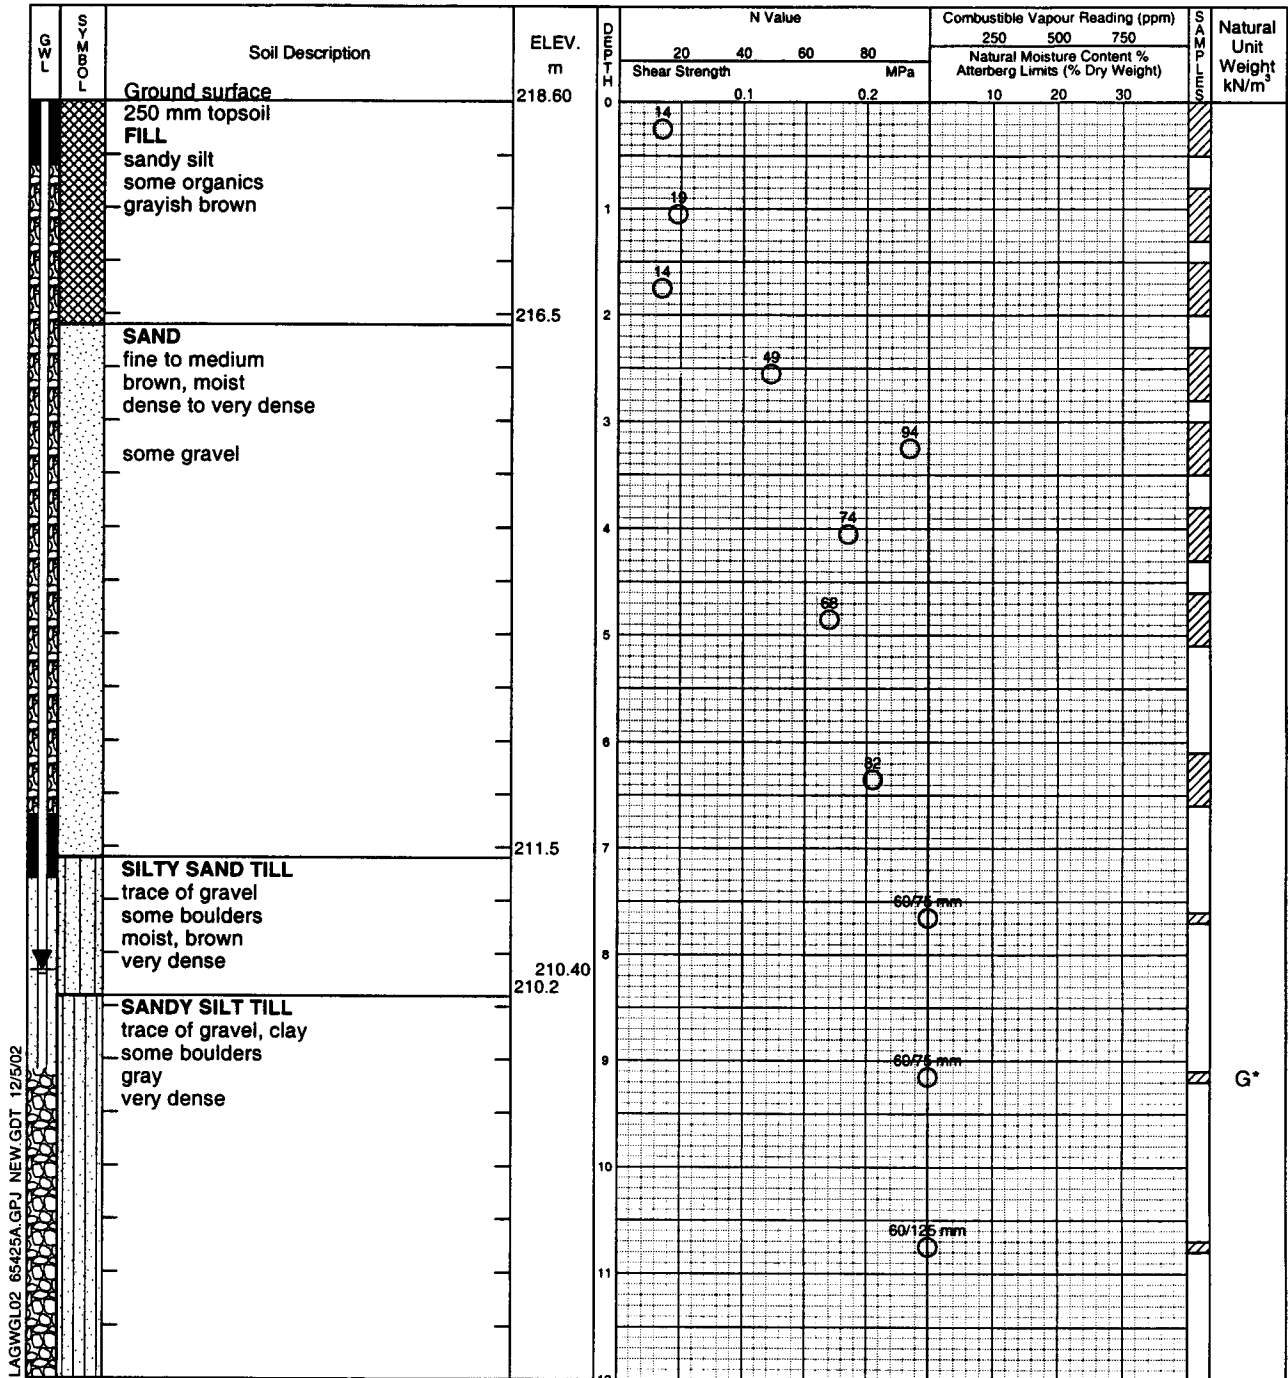 GWL
SYMBOL
Soil Description
ELEV.
m
DEPTH
N Value
20 40 60 80
Shear Strength MPa
0.1 0.2
Combustible Vapour Reading (ppm)
250 500 750
Natural Moisture Content %
Atterberg Limits (% Dry Weight)
10 20 30
SAMPLES
Natural
Unit
Weight
kN/m³
Ground surface
218.60
0
250 mm topsoil
FILL
sandy silt
some organics
grayish brown
14
19
1
14
216.5
2
SAND
fine to medium
brown, moist
dense to very dense
some gravel
49
3
94
74
4
68
5
6
82
211.5
7
SILTY SAND TILL
trace of gravel
some boulders
moist, brown
very dense
60/75 mm
8
210.40
210.2
SANDY SILT TILL
trace of gravel, clay
some boulders
gray
very dense
9
60/75 mm
G*
10
60/125 mm
11
LAGWGL02 65425A.GPJ NEW.GDT 12/5/02